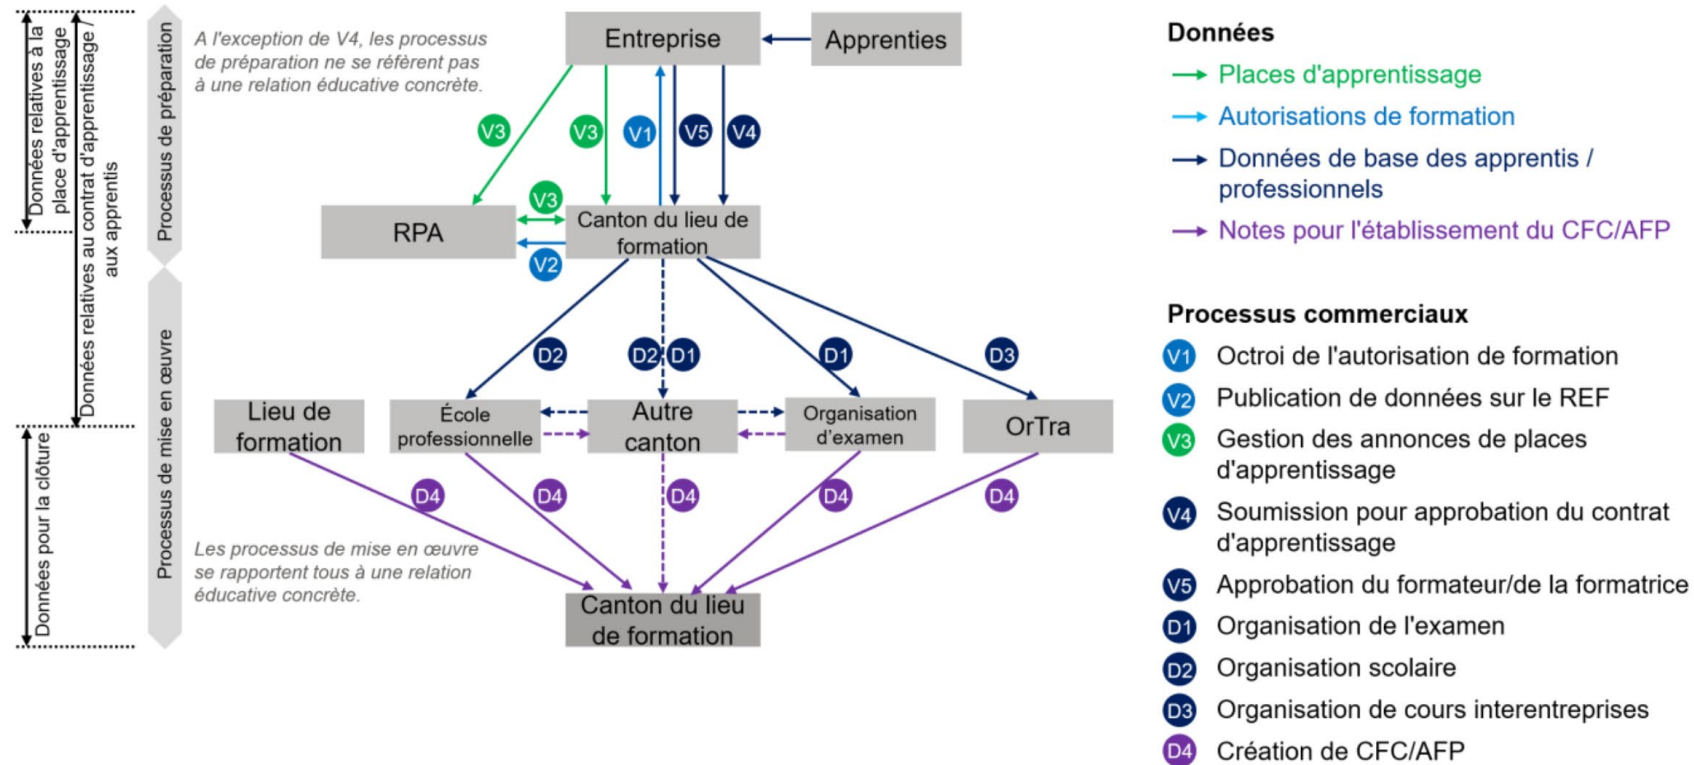 Données relatives à la
place d'apprentissage
Données relatives au contrat d'apprentissage /
aux apprentis
Données pour la clôture
Processus de préparation
Processus de mise en œuvre
A l'exception de V4, les processus
de préparation ne se réfèrent pas
à une relation éducative concrète.
Entreprise
Apprenties
V3
V3
V1
V5
V4
RPA
V3
V2
Canton du lieu de
formation
D2
D2
D1
D1
D3
Lieu de
formation
École
professionnelle
Autre
canton
Organisation
d'examen
OrTra
D4
D4
D4
D4
D4
Les processus de mise en œuvre
se rapportent tous à une relation
éducative concrète.
Canton du lieu
de formation
Données
Places d'apprentissage
Autorisations de formation
Données de base des apprentis /
professionnels
Notes pour l'établissement du CFC/AFP
Processus commerciaux
V1 Octroi de l'autorisation de formation
V2 Publication de données sur le REF
V3 Gestion des annonces de places
d'apprentissage
V4 Soumission pour approbation du contrat
d'apprentissage
V5 Approbation du formateur/de la formatrice
D1 Organisation de l'examen
D2 Organisation scolaire
D3 Organisation de cours interentreprises
D4 Création de CFC/AFP